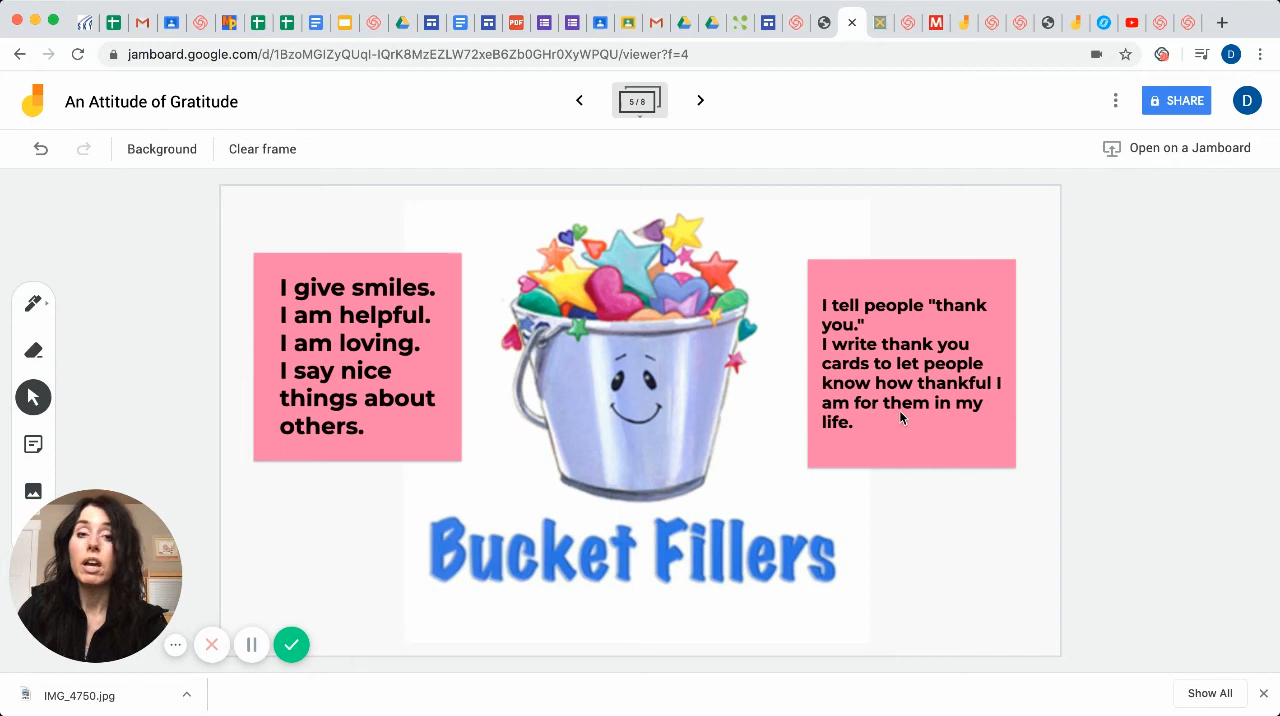 jamboard.google.com/d/1BzoMGIZyQUqI-IQrK8MzEZLW72xeB6Zb0GHr0XyWPQU/viewer?f=4
D
An Attitude of Gratitude
5 / 8
SHARE
D
Background
Clear frame
Open on a Jamboard
I give smiles.
I am helpful.
I am loving.
I say nice
things about
others.
I tell people "thank
you."
I write thank you
cards to let people
know how thankful I
am for them in my
life.
Bucket Fillers
IMG_4750.jpg
Show All